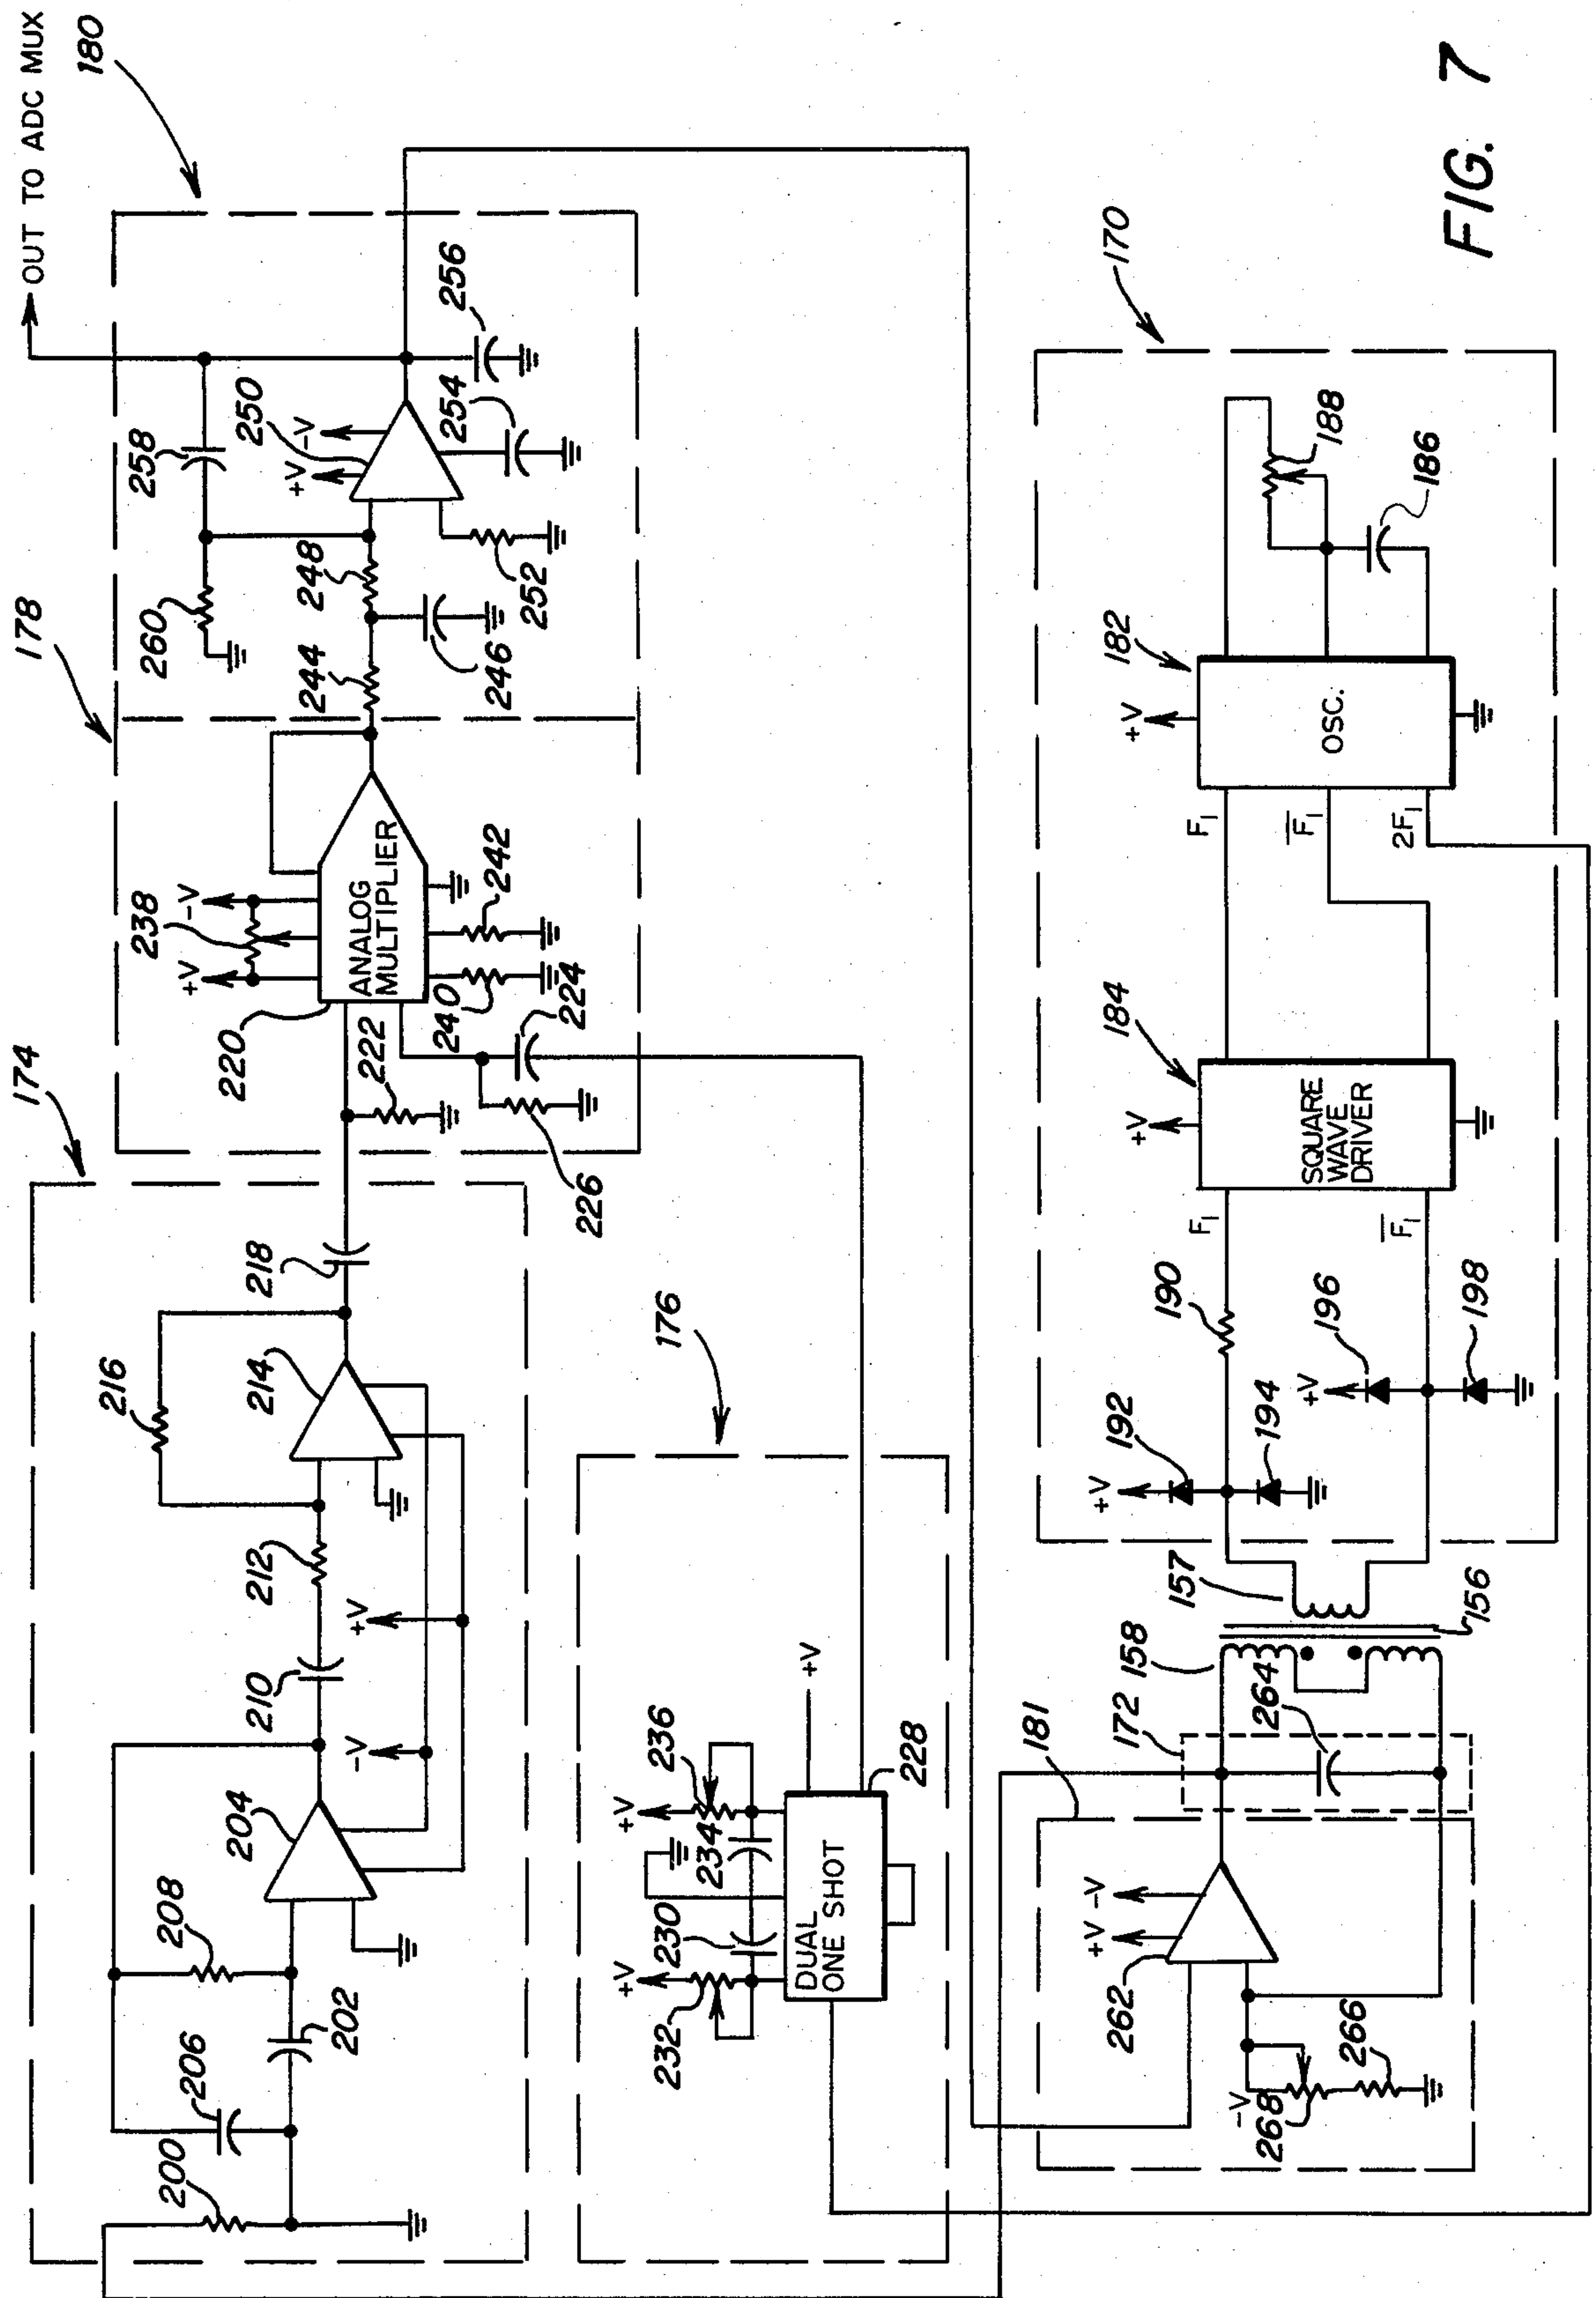 OUT TO ADC MUX
180
178
174
258
250
+V
-V
256
254
260
248
244
246
252
238
+V
-V
ANALOG
MULTIPLIER
220
222
240
242
224
226
218
216
214
212
210
+V
-V
204
208
206
202
200
176
+V
+V
+V
236
234
230
232
228
DUAL
ONE SHOT
170
182
+V
OSC.
188
186
F1
F1
2F1
184
+V
SQUARE
WAVE
DRIVER
F1
F1
190
192
+V
194
196
+V
198
157
156
158
172
264
181
262
+V
-V
-V
268
266
FIG. 7